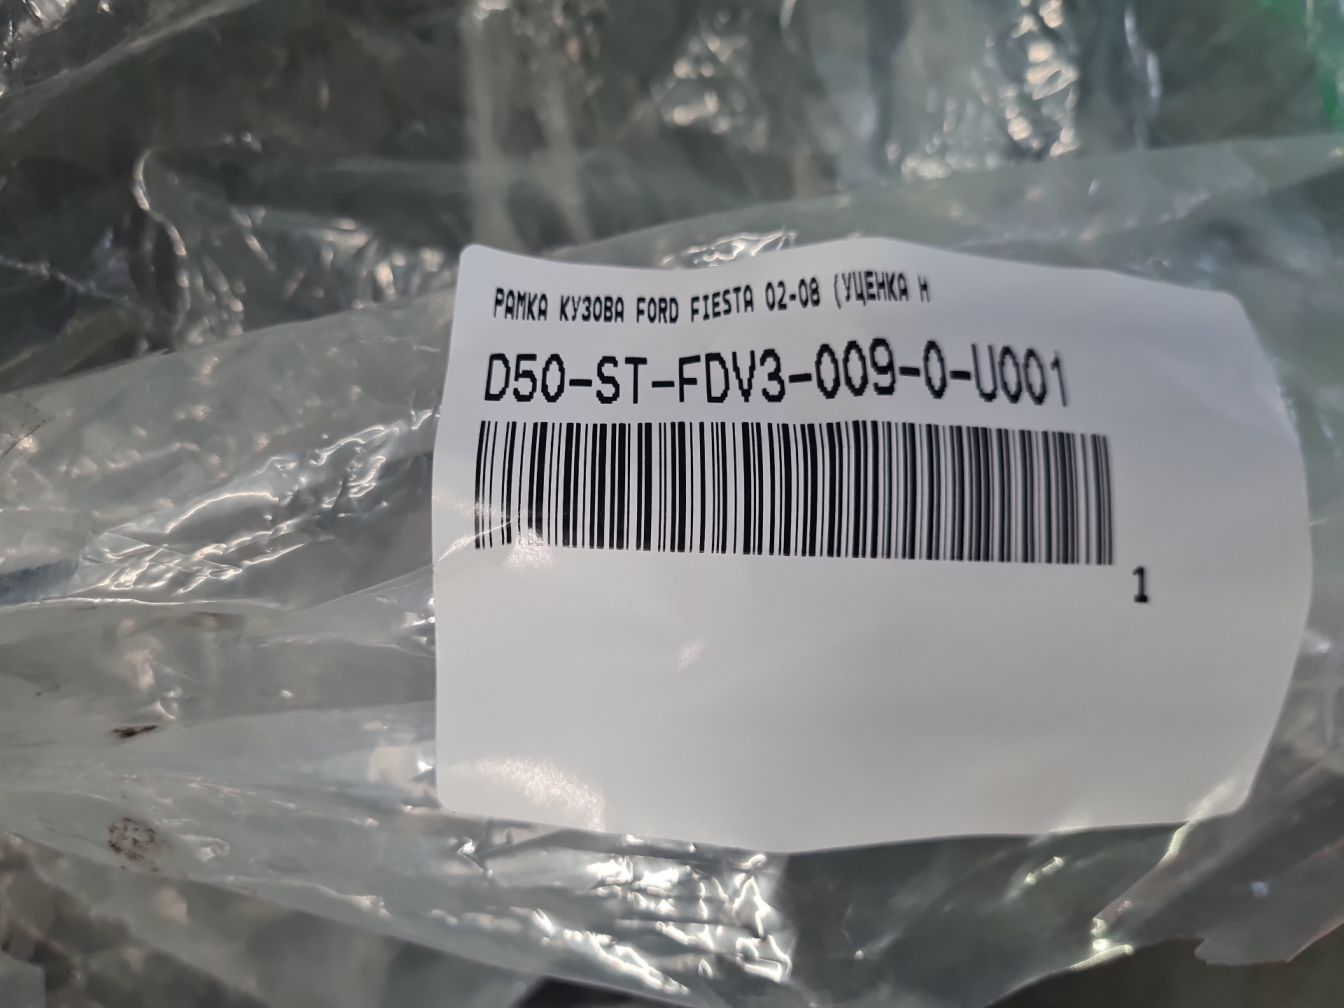 РАМКА КУЗОВА FORD FIESTA 02-08 (УЦЕНКА Н
D50-ST-FDV3-009-0-U001
1